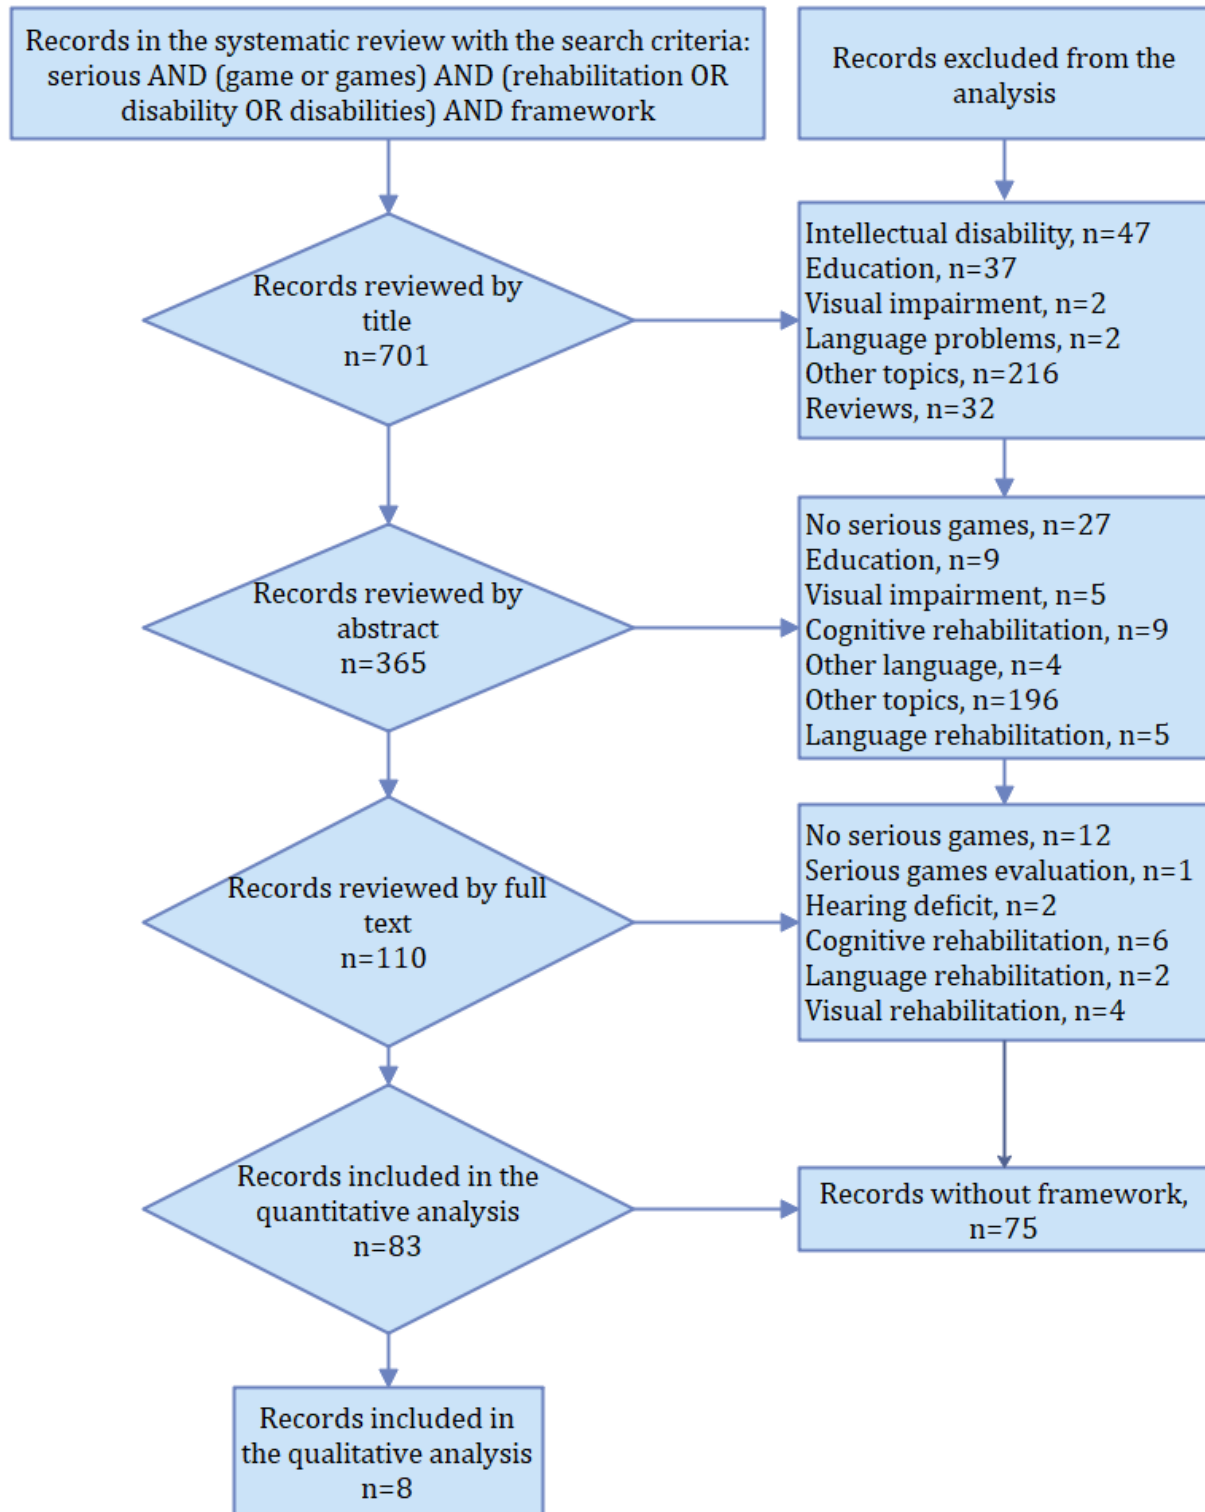 Records in the systematic review with the search criteria:
serious AND (game or games) AND (rehabilitation OR
disability OR disabilities) AND framework
Records excluded from the
analysis
Records reviewed by
title
n=701
Intellectual disability, n=47
Education, n=37
Visual impairment, n=2
Language problems, n=2
Other topics, n=216
Reviews, n=32
Records reviewed by
abstract
n=365
No serious games, n=27
Education, n=9
Visual impairment, n=5
Cognitive rehabilitation, n=9
Other language, n=4
Other topics, n=196
Language rehabilitation, n=5
Records reviewed by full
text
n=110
No serious games, n=12
Serious games evaluation, n=1
Hearing deficit, n=2
Cognitive rehabilitation, n=6
Language rehabilitation, n=2
Visual rehabilitation, n=4
Records included in the
quantitative analysis
n=83
Records without framework,
n=75
Records included in
the qualitative analysis
n=8